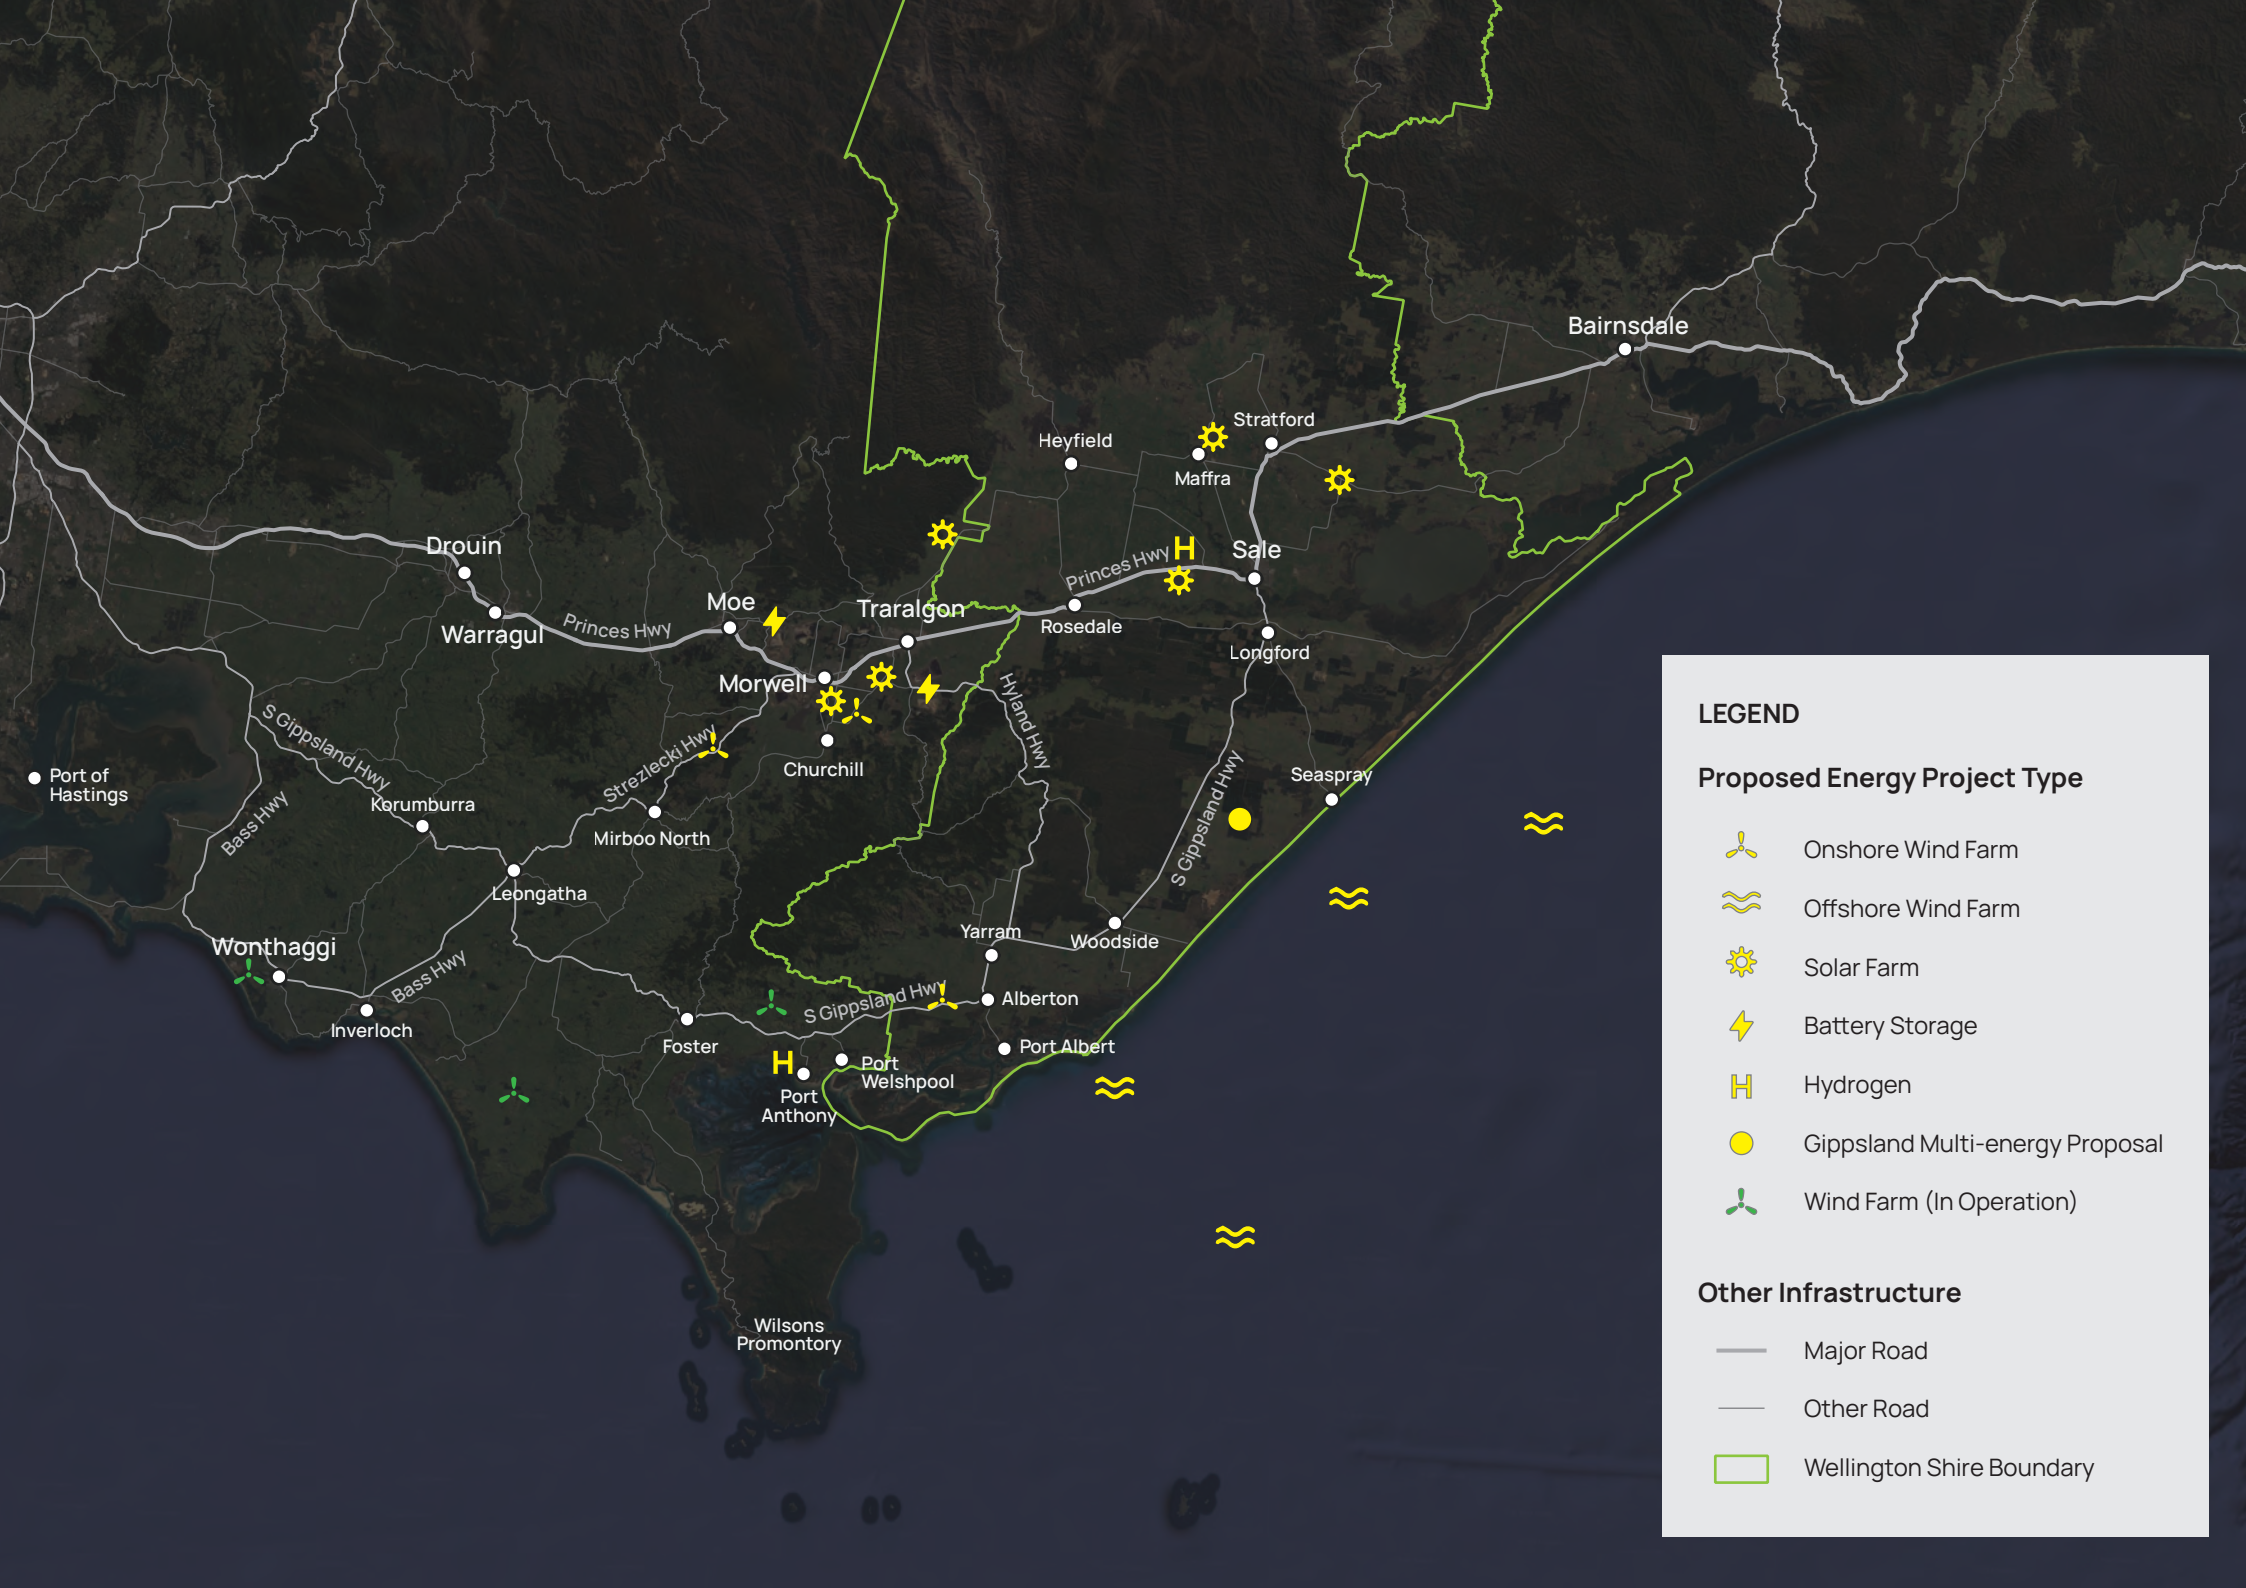 Bairnsdale
Stratford
Heyfield
Maffra
Drouin
H
Sale
Princes Hwy
Moe
Traralgon
Princes Hwy
Warragul
Rosedale
Longford
Morwell
Hyland Hwy
S Gippsland Hwy
Strezlecki Hwy
Churchill
Port of
Hastings
Seaspray
S Gippsland Hwy
Bass Hwy
Korumburra
Mirboo North
Leongatha
Yarram
Woodside
Wonthaggi
Bass Hwy
S Gippsland Hwy
Alberton
Inverloch
Foster
Port Albert
H
Port
Welshpool
Port
Anthony
Wilsons
Promontory
LEGEND
Proposed Energy Project Type
Onshore Wind Farm
Offshore Wind Farm
Solar Farm
Battery Storage
H Hydrogen
Gippsland Multi-energy Proposal
Wind Farm (In Operation)
Other Infrastructure
Major Road
Other Road
Wellington Shire Boundary